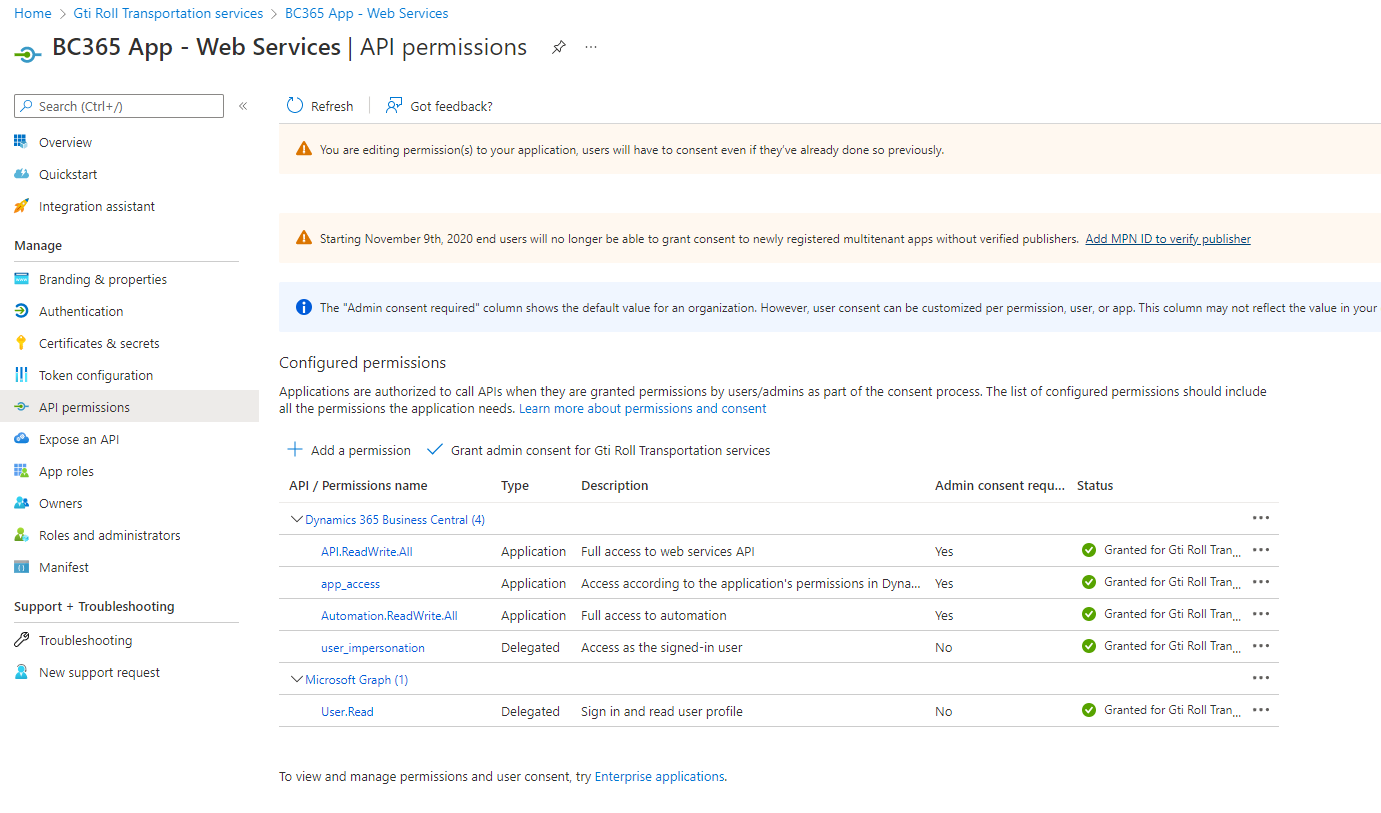 Home > Gti Roll Transportation services > BC365 App - Web Services
BC365 App - Web Services | API permissions
Search (Ctrl+/)
Refresh
Got feedback?
Overview
Quickstart
Integration assistant
Manage
Branding & properties
Authentication
Certificates & secrets
Token configuration
API permissions
Expose an API
App roles
Owners
Roles and administrators
Manifest
Support + Troubleshooting
Troubleshooting
New support request
You are editing permission(s) to your application, users will have to consent even if they've already done so previously.
Starting November 9th, 2020 end users will no longer be able to grant consent to newly registered multitenant apps without verified publishers. Add MPN ID to verify publisher
The "Admin consent required" column shows the default value for an organization. However, user consent can be customized per permission, user, or app. This column may not reflect the value in your
Configured permissions
Applications are authorized to call APIs when they are granted permissions by users/admins as part of the consent process. The list of configured permissions should include
all the permissions the application needs. Learn more about permissions and consent
Add a permission
Grant admin consent for Gti Roll Transportation services
API / Permissions name Type Description Admin consent requ... Status
Dynamics 365 Business Central (4)
API.ReadWrite.All Application Full access to web services API Yes Granted for Gti Roll Tran...
app_access Application Access according to the application's permissions in Dyna... Yes Granted for Gti Roll Tran...
Automation.ReadWrite.All Application Full access to automation Yes Granted for Gti Roll Tran...
user_impersonation Delegated Access as the signed-in user No Granted for Gti Roll Tran...
Microsoft Graph (1)
User.Read Delegated Sign in and read user profile No Granted for Gti Roll Tran...
To view and manage permissions and user consent, try Enterprise applications.